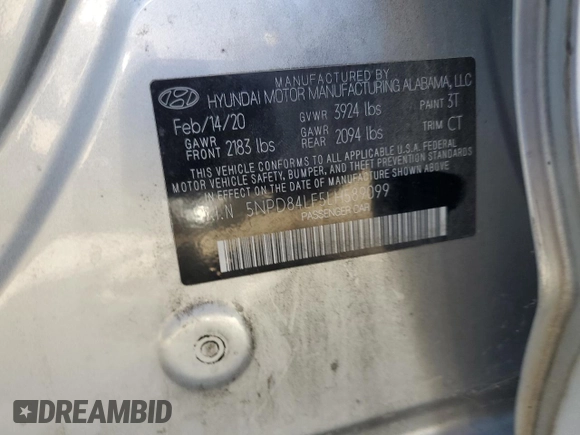 MANUFACTURED BY
HYUNDAI MOTOR MANUFACTURING ALABAMA, LLC
Feb/14/20 GVWR 3924 lbs PAINT 3T
GAWR FRONT 2183 lbs GAWR REAR 2094 lbs TRIM CT
THIS VEHICLE CONFORMS TO ALL APPLICABLE U.S.A. FEDERAL
MOTOR VEHICLE SAFETY, BUMPER, AND THEFT PREVENTION STANDARDS
IN EFFECT ON THE DATE OF MANUFACTURE SHOWN ABOVE.
V.I.N
PASSENGER CAR
DREAMBID